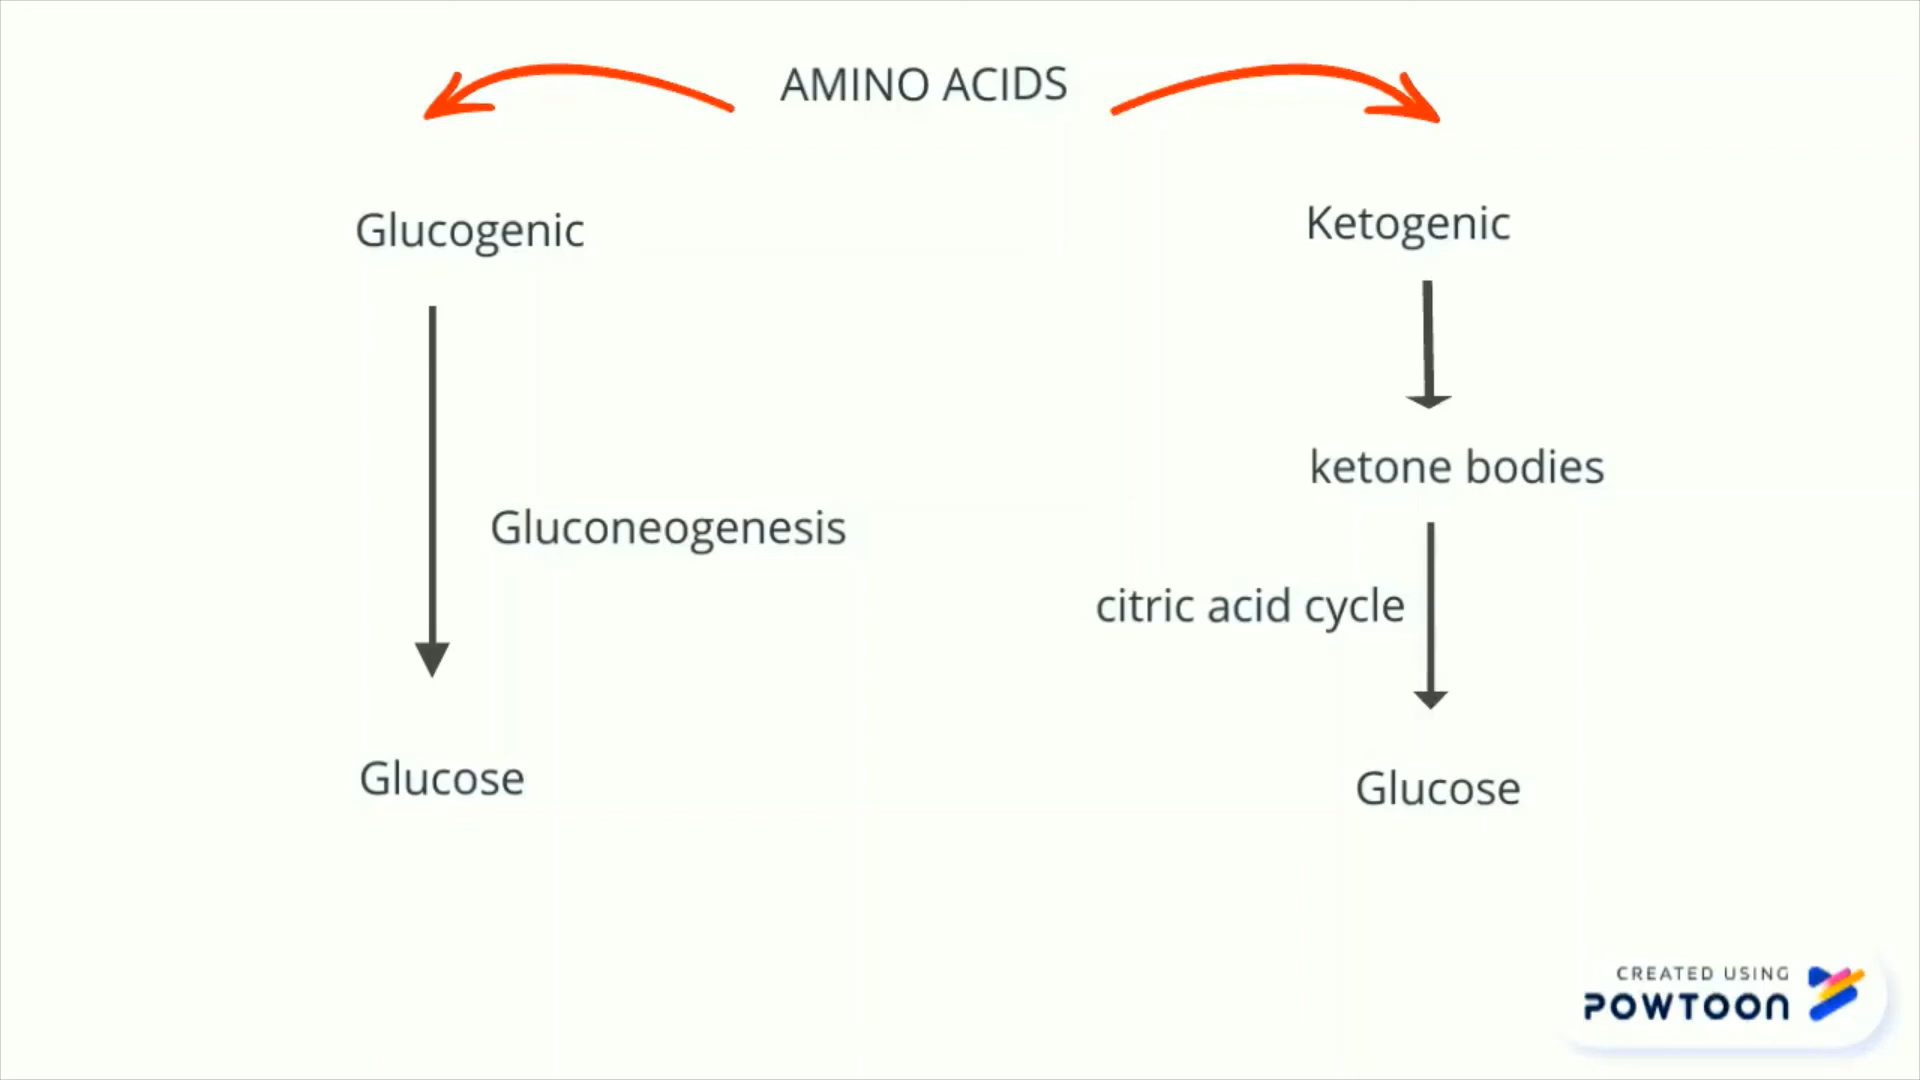 AMINO ACIDS
Glucogenic
Ketogenic
ketone bodies
Gluconeogenesis
citric acid cycle
Glucose
Glucose
CREATED USING
POWTOON